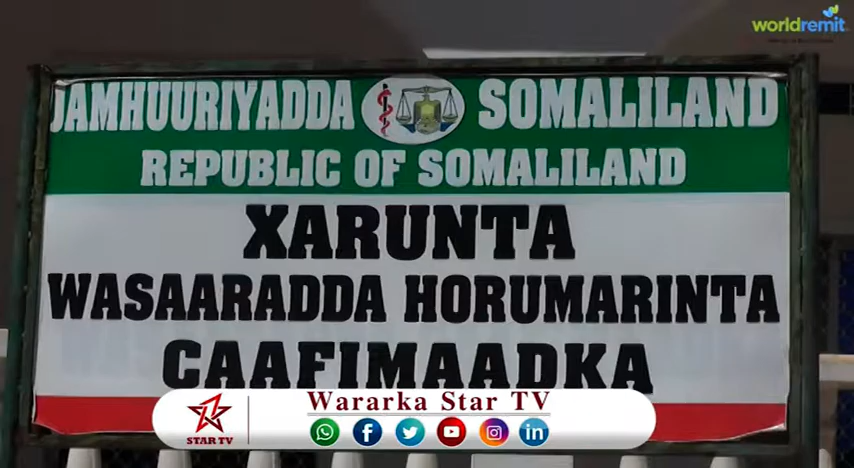 worldremit
JAMHUURIYADDA SOMALILAND
REPUBLIC OF SOMALILAND
XARUNTA
WASAARADDA HORUMARINTA
CAAFIMAADKA
Wararka Star TV
STAR TV